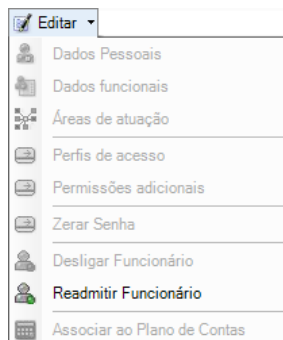 Editar
Dados Pessoais
Dados funcionais
Áreas de atuação
Perfis de acesso
Permissões adicionais
Zerar Senha
Desligar Funcionário
Readmitir Funcionário
Associar ao Plano de Contas